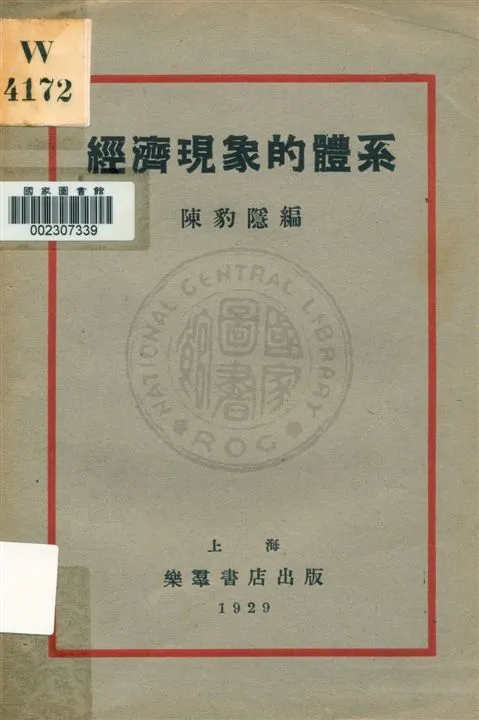 W
4172
經濟現象的體系
國家圖書館
002307339
陳豹隱編
NATIONAL CENTRAL LIBRARY
國家圖書館
ROC
上海
樂羣書店出版
1929